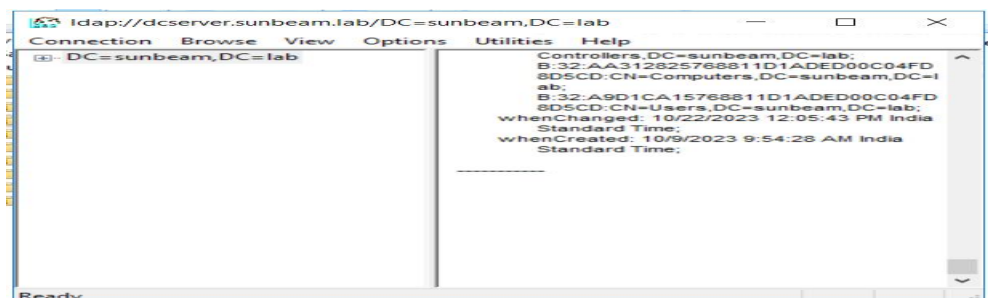 ldap://dcserver.sunbeam.lab/DC=sunbeam,DC=lab
Connection Browse View Options Utilities Help
DC=sunbeam,DC=lab
Controllers,DC=sunbeam,DC=lab;
B:32:AA312825768811D1ADED00C04FD
8D5CD:CN=Computers,DC=sunbeam,DC=l
ab;
B:32:A9D1CA15768811D1ADED00C04FD
8D5CD:CN=Users,DC=sunbeam,DC=lab;
whenChanged: 10/22/2023 12:05:43 PM India
Standard Time;
whenCreated: 10/9/2023 9:54:28 AM India
Standard Time;
-----------
Ready